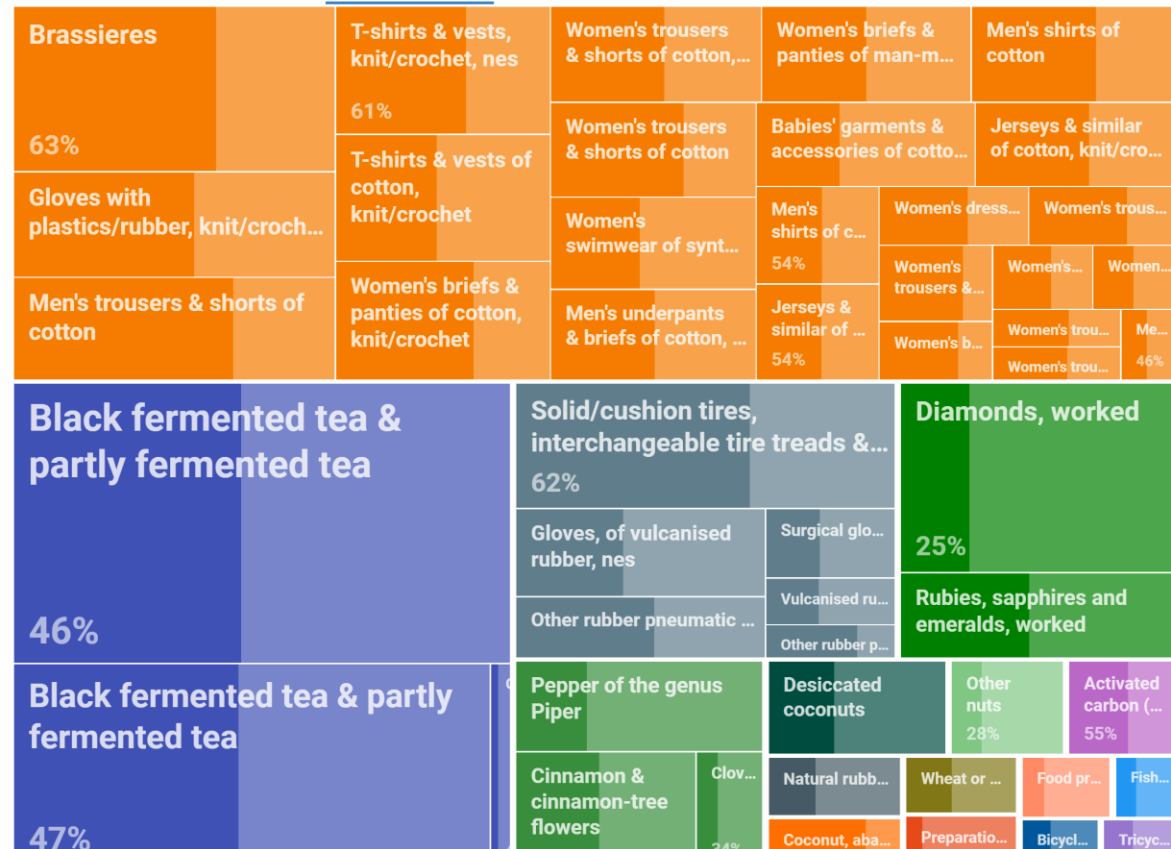 Brassieres
63%
Gloves with
plastics/rubber, knit/croch...
Men's trousers & shorts of
cotton
T-shirts & vests,
knit/crochet, nes
61%
T-shirts & vests of
cotton,
knit/crochet
Women's briefs &
panties of cotton,
knit/crochet
Women's trousers
& shorts of cotton,...
Women's briefs &
panties of man-m...
Men's shirts of
cotton
Women's trousers
& shorts of cotton
Babies' garments &
accessories of cotto...
Jerseys & similar
of cotton, knit/cro...
Women's
swimwear of synt...
Men's underpants
& briefs of cotton, ...
Men's
shirts of c...
54%
Jerseys &
similar of ...
54%
Women's dress...
Women's trous...
Women's
trousers &...
Women's...
Women...
Women's b...
Women's trou...
Women's trou...
Me...
46%
Black fermented tea &
partly fermented tea
46%
Black fermented tea & partly
fermented tea
47%
Solid/cushion tires,
interchangeable tire treads &...
62%
Gloves, of vulcanised
rubber, nes
Surgical glo...
Vulcanised ru...
Other rubber pneumatic ...
Other rubber p...
Diamonds, worked
25%
Rubies, sapphires and
emeralds, worked
Pepper of the genus
Piper
Cinnamon &
cinnamon-tree
flowers
Clov...
34%
Desiccated
coconuts
Other
nuts
28%
Activated
carbon (...
55%
Natural rubb...
Wheat or ...
Food pr...
Fish...
Coconut, aba...
Preparatio...
Bicycl...
Tricyc...